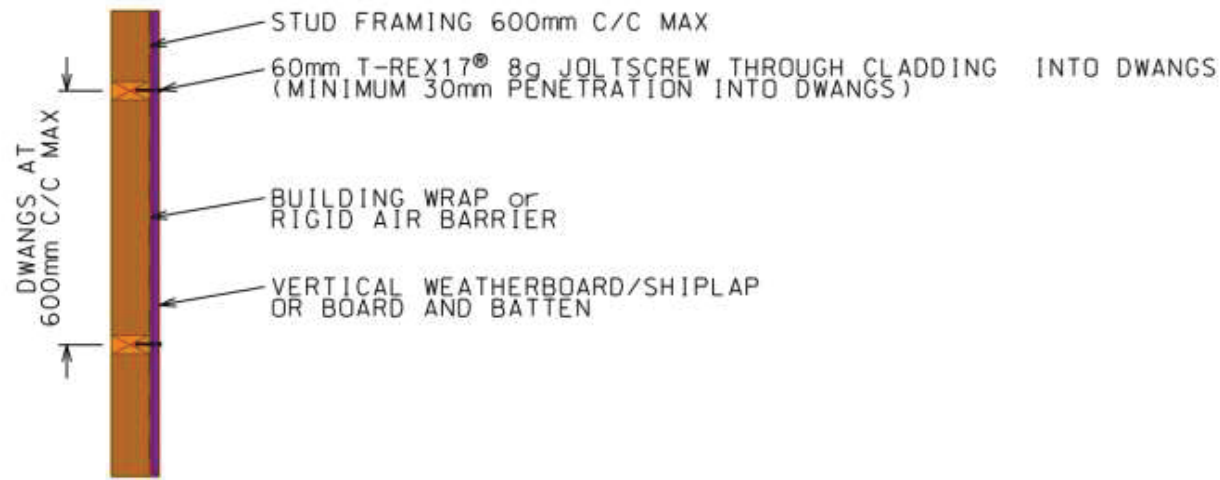 STUD FRAMING 600mm C/C MAX
60mm T-REX17® 8g JOLTSCREW THROUGH CLADDING INTO DWANGS
(MINIMUM 30mm PENETRATION INTO DWANGS)
DWANGS AT
600mm C/C MAX
BUILDING WRAP or
RIGID AIR BARRIER
VERTICAL WEATHERBOARD/SHIPLAP
OR BOARD AND BATTEN